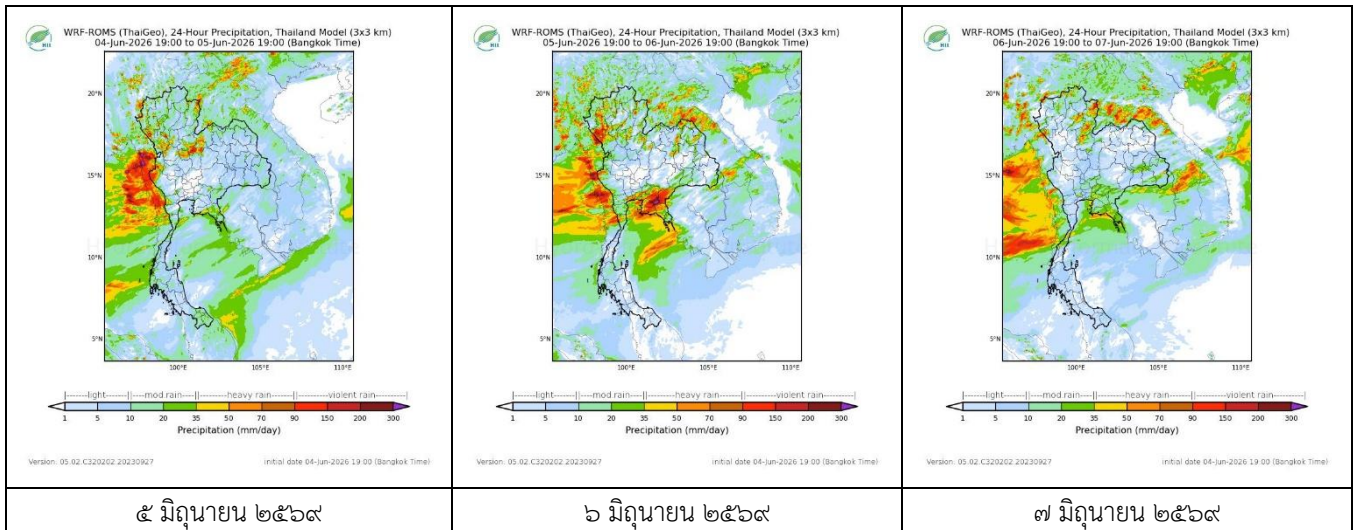 HII
WRF-ROMS (ThaiGeo), 24-Hour Precipitation, Thailand Model (3x3 km)
04-Jun-2026 19:00 to 05-Jun-2026 19:00 (Bangkok Time)
20°N
15°N
10°N
5°N
100°E 105°E 110°E
light mod rain heavy rain violent rain
1 5 10 20 35 50 70 90 150 200 300
Precipitation (mm/day)
Version: 05.02.C320202.20230927 initial date 04-Jun-2026 19:00 (Bangkok Time)
๕ มิถุนายน ๒๕๖๙
HII
WRF-ROMS (ThaiGeo), 24-Hour Precipitation, Thailand Model (3x3 km)
05-Jun-2026 19:00 to 06-Jun-2026 19:00 (Bangkok Time)
20°N
15°N
10°N
5°N
100°E 105°E 110°E
light mod rain heavy rain violent rain
1 5 10 20 35 50 70 90 150 200 300
Precipitation (mm/day)
Version: 05.02.C320202.20230927 initial date 04-Jun-2026 19:00 (Bangkok Time)
๖ มิถุนายน ๒๕๖๙
HII
WRF-ROMS (ThaiGeo), 24-Hour Precipitation, Thailand Model (3x3 km)
06-Jun-2026 19:00 to 07-Jun-2026 19:00 (Bangkok Time)
20°N
15°N
10°N
5°N
100°E 105°E 110°E
light mod rain heavy rain violent rain
1 5 10 20 35 50 70 90 150 200 300
Precipitation (mm/day)
Version: 05.02.C320202.20230927 initial date 04-Jun-2026 19:00 (Bangkok Time)
๗ มิถุนายน ๒๕๖๙